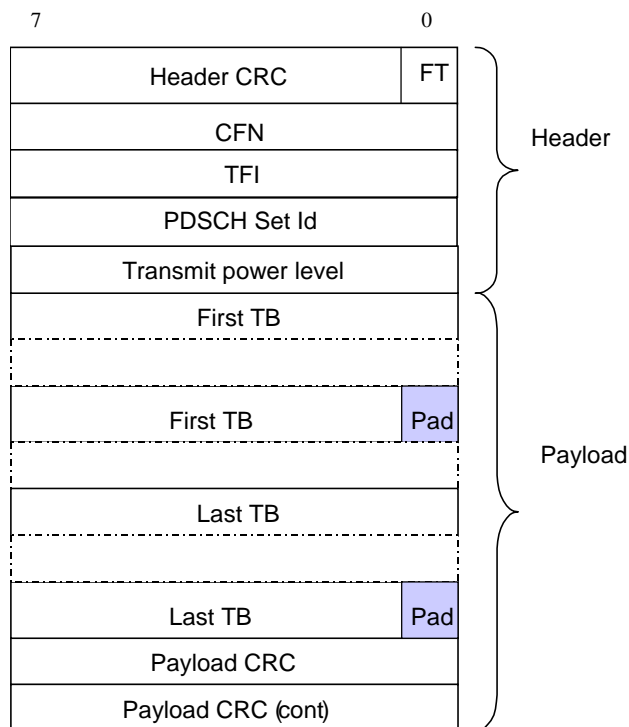 7 0
Header CRC FT
CFN
Header
TFI
PDSCH Set Id
Transmit power level
First TB
First TB Pad
Payload
Last TB
Last TB Pad
Payload CRC
Payload CRC (cont)